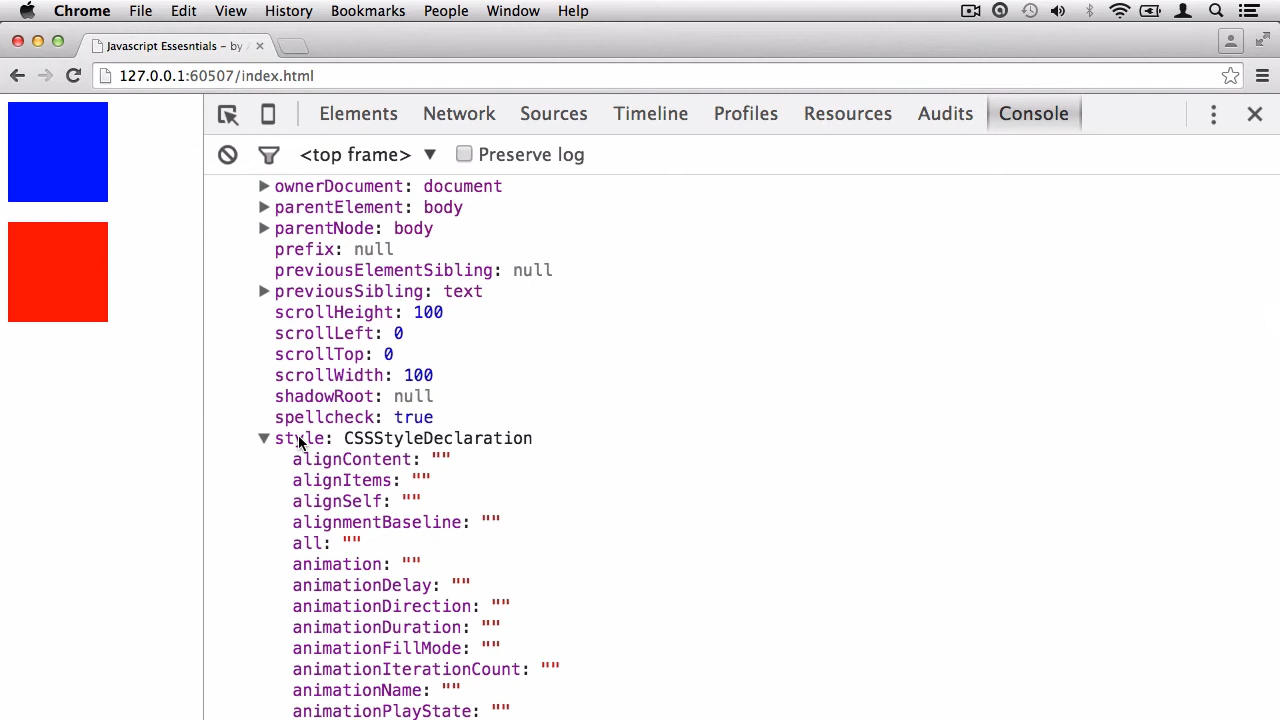 Chrome File Edit View History Bookmarks People Window Help
Javascript Essesntials – by
127.0.0.1:60507/index.html
Elements Network Sources Timeline Profiles Resources Audits Console
<top frame> Preserve log
ownerDocument: document
parentElement: body
parentNode: body
prefix: null
previousElementSibling: null
previousSibling: text
scrollHeight: 100
scrollLeft: 0
scrollTop: 0
scrollWidth: 100
shadowRoot: null
spellcheck: true
style: CSSStyleDeclaration
alignContent: ""
alignItems: ""
alignSelf: ""
alignmentBaseline: ""
all: ""
animation: ""
animationDelay: ""
animationDirection: ""
animationDuration: ""
animationFillMode: ""
animationIterationCount: ""
animationName: ""
animationPlayState: ""